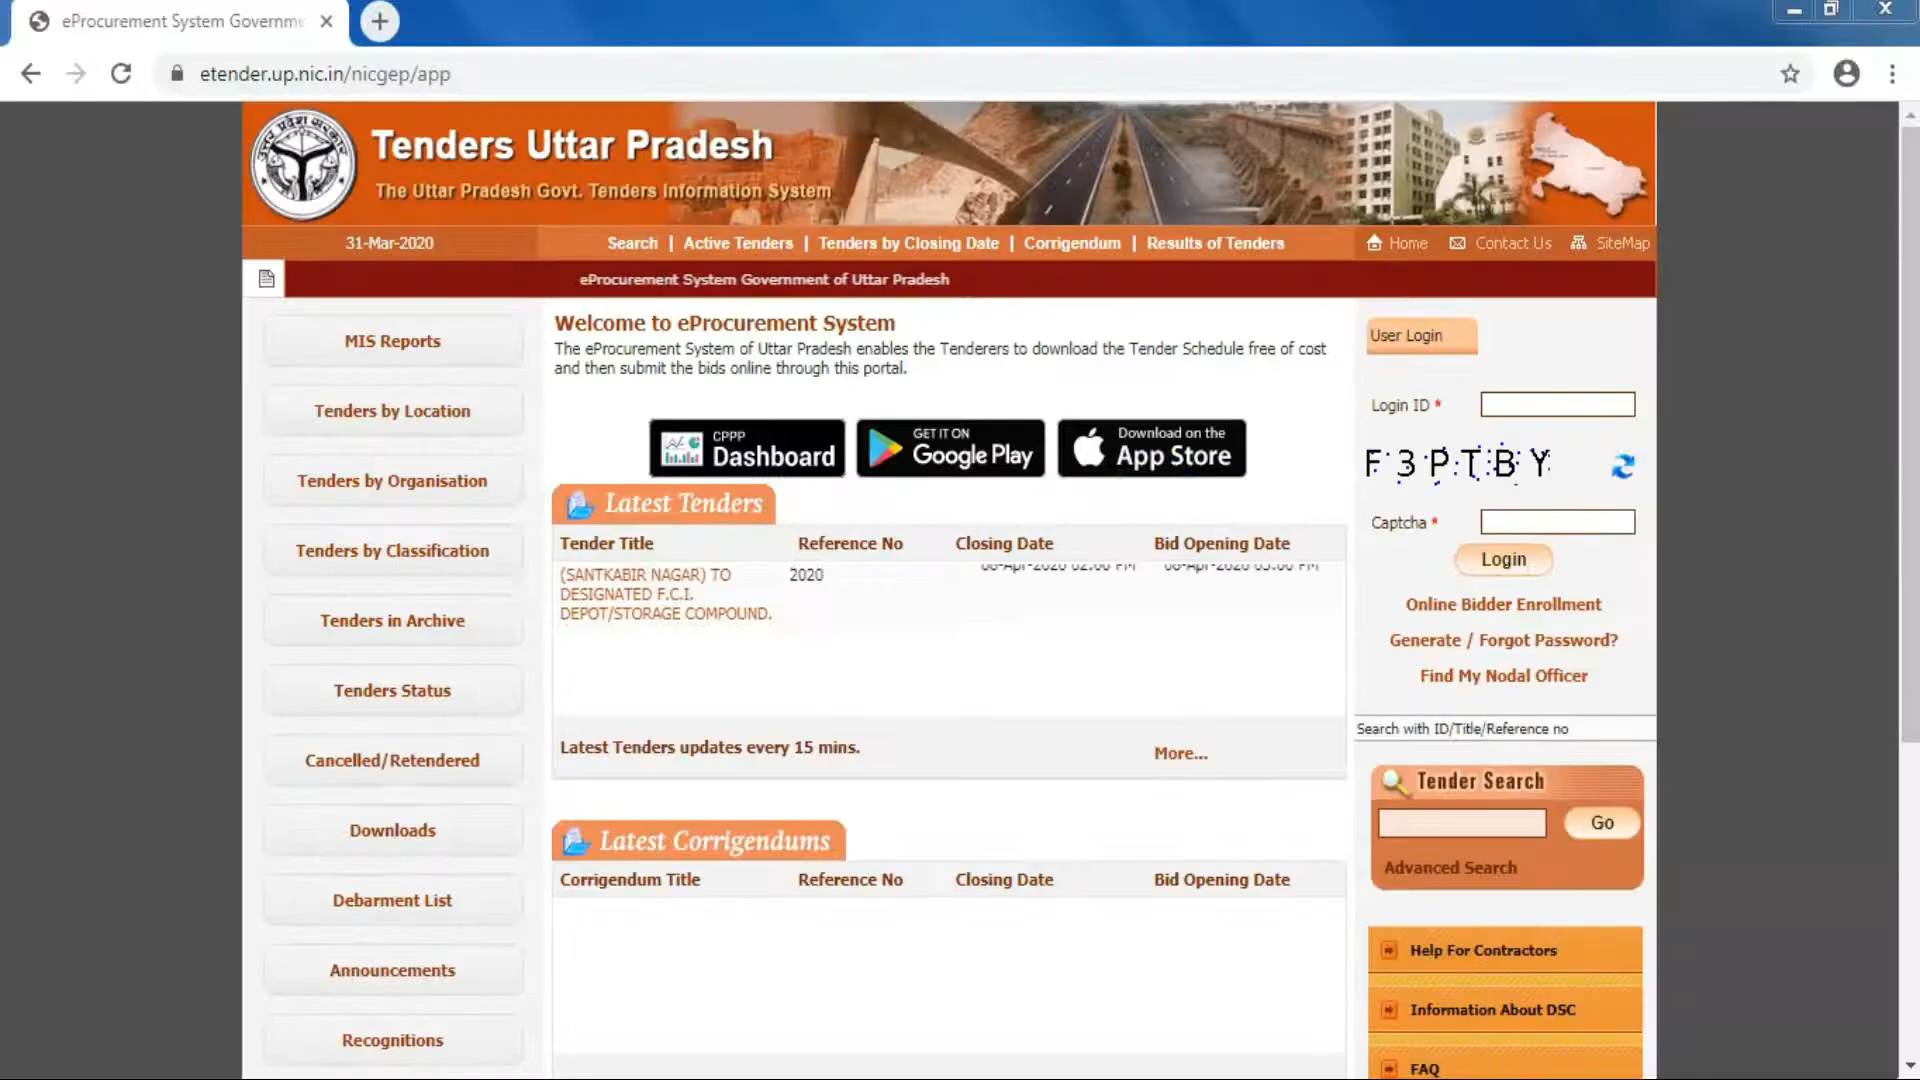 eProcurement System Governme
etender.up.nic.in/nicgep/app
Tenders Uttar Pradesh
The Uttar Pradesh Govt. Tenders Information System
31-Mar-2020
Search | Active Tenders | Tenders by Closing Date | Corrigendum | Results of Tenders
Home Contact Us SiteMap
eProcurement System Government of Uttar Pradesh
MIS Reports
Tenders by Location
Tenders by Organisation
Tenders by Classification
Tenders in Archive
Tenders Status
Cancelled/Retendered
Downloads
Debarment List
Announcements
Recognitions
Welcome to eProcurement System
The eProcurement System of Uttar Pradesh enables the Tenderers to download the Tender Schedule free of cost
and then submit the bids online through this portal.
CPPP
Dashboard
GET IT ON
Google Play
Download on the
App Store
Latest Tenders
Tender Title Reference No Closing Date Bid Opening Date
(SANTKABIR NAGAR) TO 2020
DESIGNATED F.C.I.
DEPOT/STORAGE COMPOUND.
Latest Tenders updates every 15 mins.
More...
Latest Corrigendums
Corrigendum Title Reference No Closing Date Bid Opening Date
User Login
Login ID *
F 3 P T B Y
Captcha *
Login
Online Bidder Enrollment
Generate / Forgot Password?
Find My Nodal Officer
Search with ID/Title/Reference no
Tender Search
Go
Advanced Search
Help For Contractors
Information About DSC
FAQ